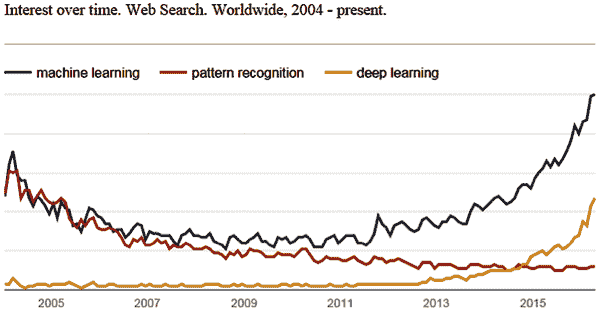 Interest over time. Web Search. Worldwide, 2004 - present.
machine learning pattern recognition deep learning
2005 2007 2009 2011 2013 2015